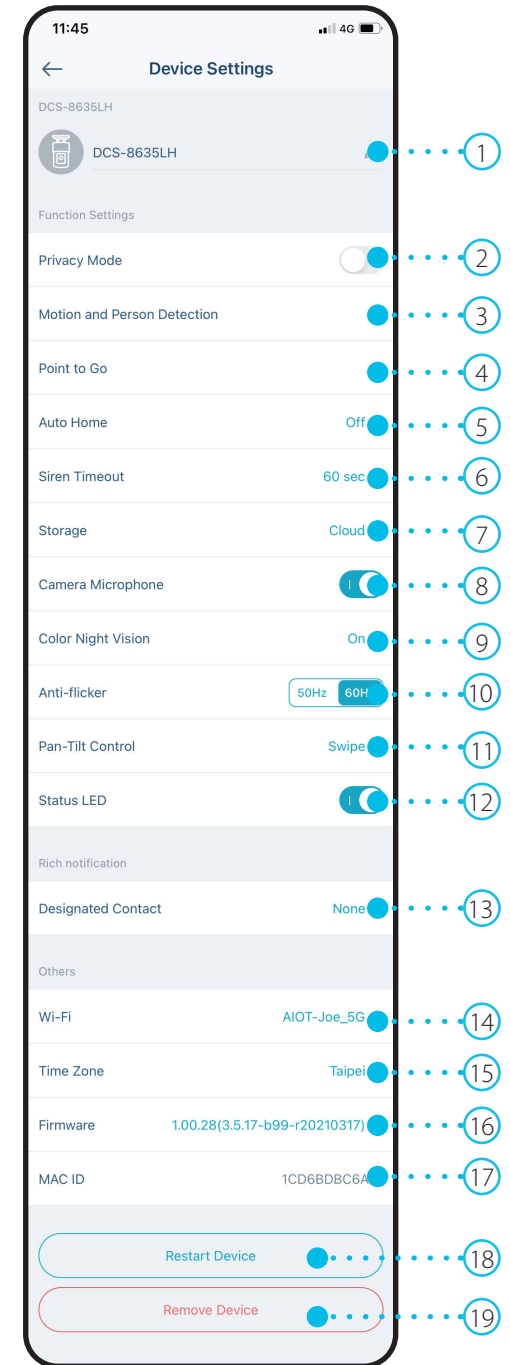 11:45 4G
Device Settings
DCS-8635LH
DCS-8635LH 1
Function Settings
Privacy Mode 2
Motion and Person Detection 3
Point to Go 4
Auto Home Off 5
Siren Timeout 60 sec 6
Storage Cloud 7
Camera Microphone 8
Color Night Vision On 9
Anti-flicker 50Hz 60H 10
Pan-Tilt Control Swipe 11
Status LED 12
Rich notification
Designated Contact None 13
Others
Wi-Fi AIOT-Joe_5G 14
Time Zone Taipei 15
Firmware 1.00.28(3.5.17-b99-r20210317) 16
MAC ID 1CD6BDBC6A 17
Restart Device 18
Remove Device 19